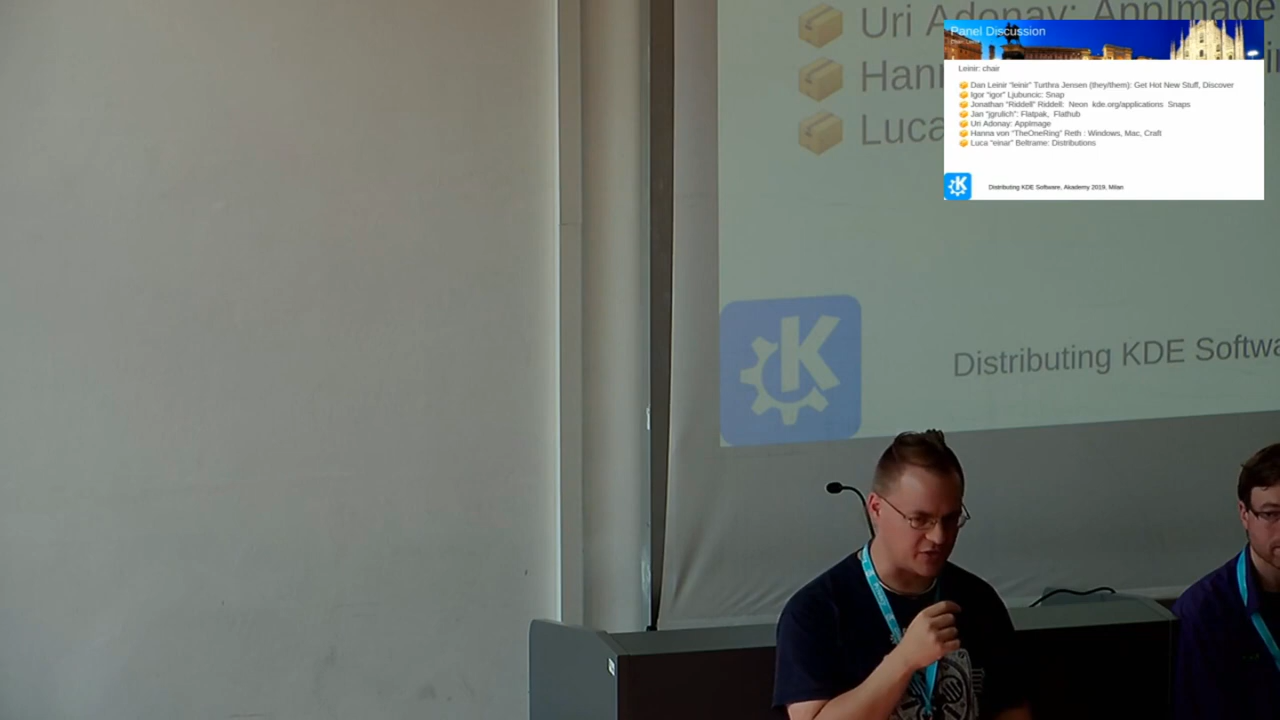 Uri Adonay: AppImage
Hann
Luca
K
Distributing KDE Softwa
Panel Discussion
Leinir: chair
Dan Leinir "leinir" Turthra Jensen (they/them): Get Hot New Stuff, Discover
Igor "igor" Ljubuncic: Snap
Jonathan "Riddell" Riddell: Neon kde.org/applications Snaps
Jan "jgrulich": Flatpak, Flathub
Uri Adonay: AppImage
Hanna von "TheOneRing" Reth : Windows, Mac, Craft
Luca "einar" Beltrame: Distributions
K
Distributing KDE Software, Akademy 2019, Milan